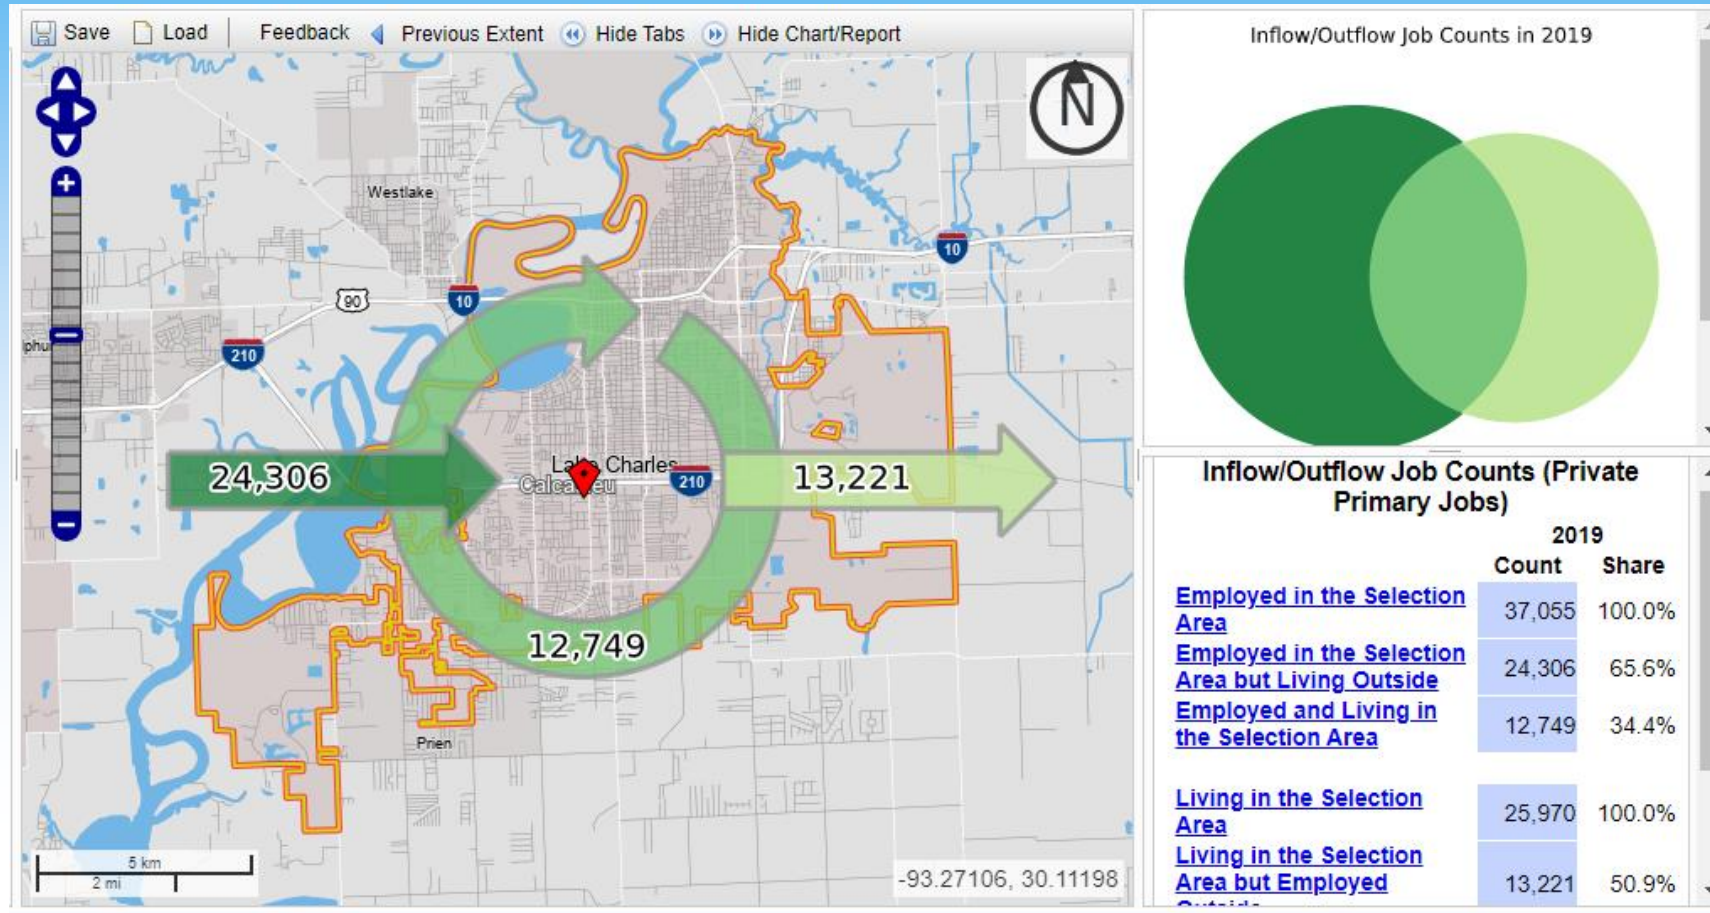 Save Load Feedback Previous Extent Hide Tabs Hide Chart/Report
N
Westlake
10
90
10
210
24,306
Lake Charles
Calcasieu
210
13,221
12,749
Prien
5 km
2 mi
-93.27106, 30.11198
Inflow/Outflow Job Counts in 2019
Inflow/Outflow Job Counts (Private
Primary Jobs)
2019
Count Share
Employed in the Selection
Area 37,055 100.0%
Employed in the Selection
Area but Living Outside 24,306 65.6%
Employed and Living in
the Selection Area 12,749 34.4%
Living in the Selection
Area 25,970 100.0%
Living in the Selection
Area but Employed 13,221 50.9%